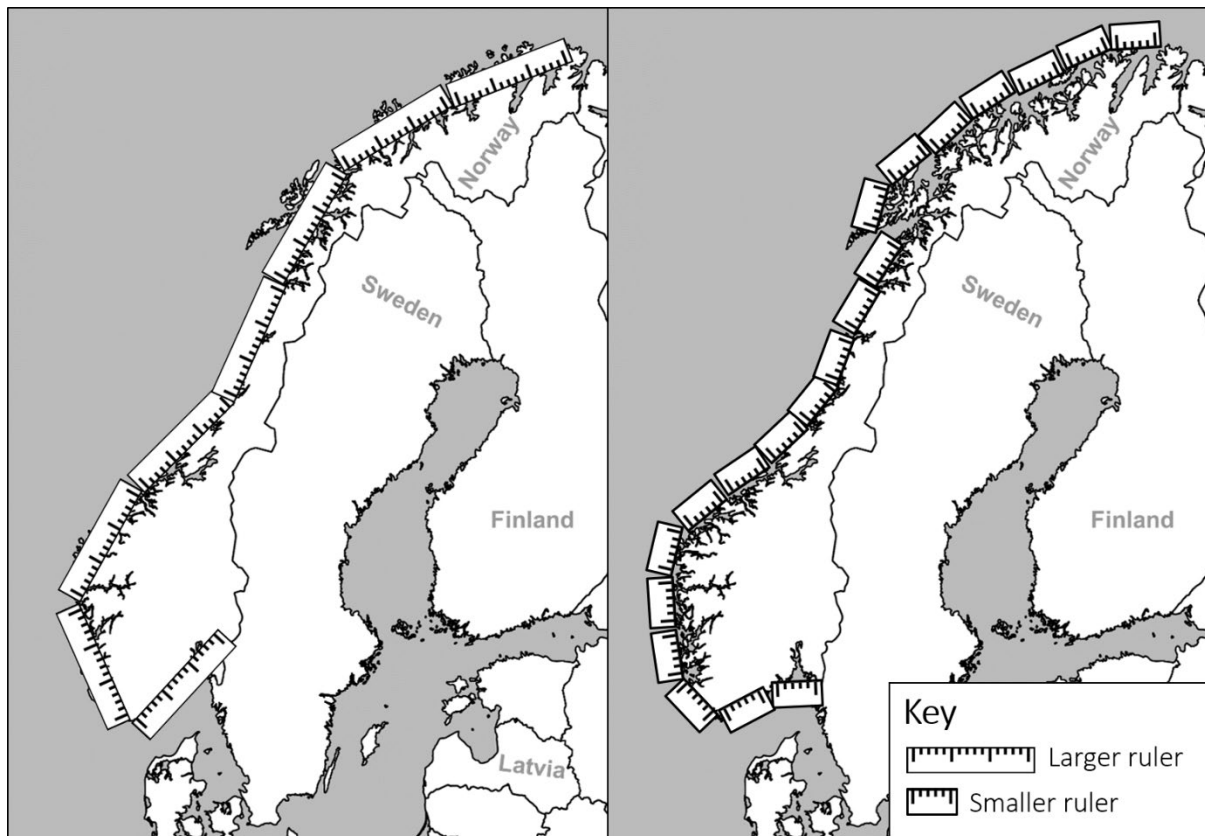 Norway
Sweden
Finland
Latvia
Norway
Sweden
Finland
Key
Larger ruler
Smaller ruler